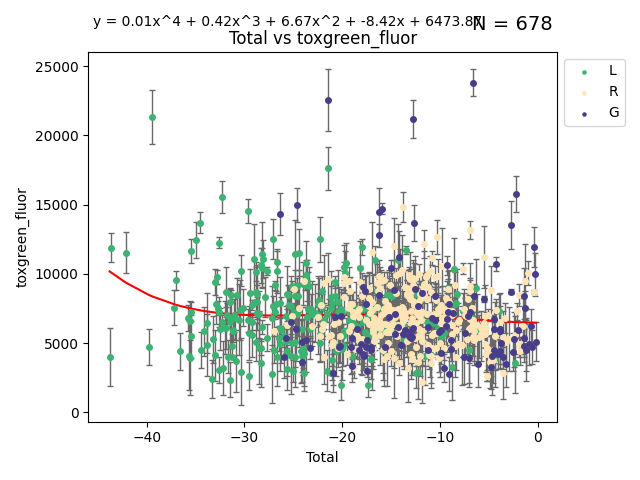 y = 0.01x^4 + 0.42x^3 + 6.67x^2 + -8.42x + 6473.87
N = 678
Total vs toxgreen_fluor
25000
20000
15000
10000
5000
0
toxgreen_fluor
−40
−30
−20
−10
0
Total
L
R
G